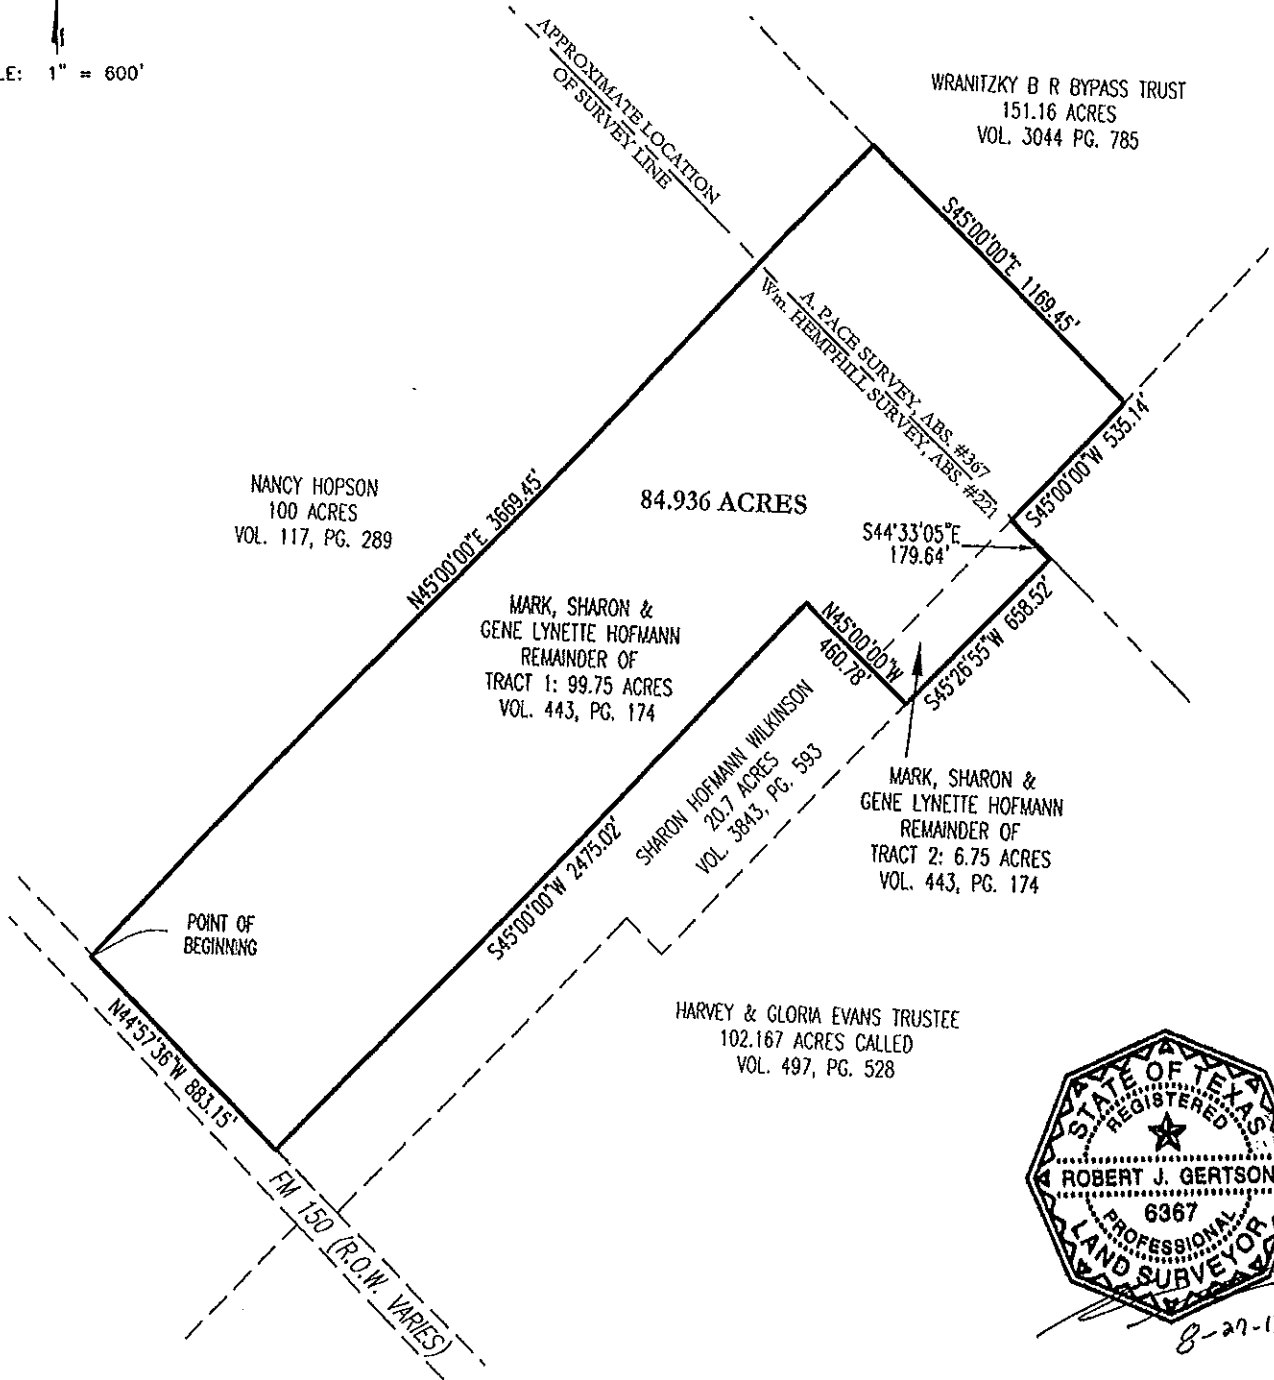 LE: 1" = 600'
APPROXIMATE LOCATION
OF SURVEY LINE
WRANITZKY B R BYPASS TRUST
151.16 ACRES
VOL. 3044 PG. 785
S45°00'00"E 1169.45'
A. PACE SURVEY, ABS. #367
Wm. HEMPHILL SURVEY, ABS. #221
S45°00'00"W 535.14'
NANCY HOPSON
100 ACRES
VOL. 117, PG. 289
N45°00'00"E 3669.45'
84.936 ACRES
S44°33'05"E
179.64'
MARK, SHARON &
GENE LYNETTE HOFMANN
REMAINDER OF
TRACT 1: 99.75 ACRES
VOL. 443, PG. 174
N45°00'00"W
460.78'
S45°26'55"W 658.52'
SHARON HOFMANN WILKINSON
20.7 ACRES
VOL. 3843, PG. 593
MARK, SHARON &
GENE LYNETTE HOFMANN
REMAINDER OF
TRACT 2: 6.75 ACRES
VOL. 443, PG. 174
S45°00'00"W 2475.02'
POINT OF
BEGINNING
N44°57'36"W 883.15'
HARVEY & GLORIA EVANS TRUSTEE
102.167 ACRES CALLED
VOL. 497, PG. 528
FM 150 (R.O.W. VARIES)
STATE OF TEXAS
REGISTERED
ROBERT J. GERTSON
6367
PROFESSIONAL
LAND SURVEYOR
8-27-1